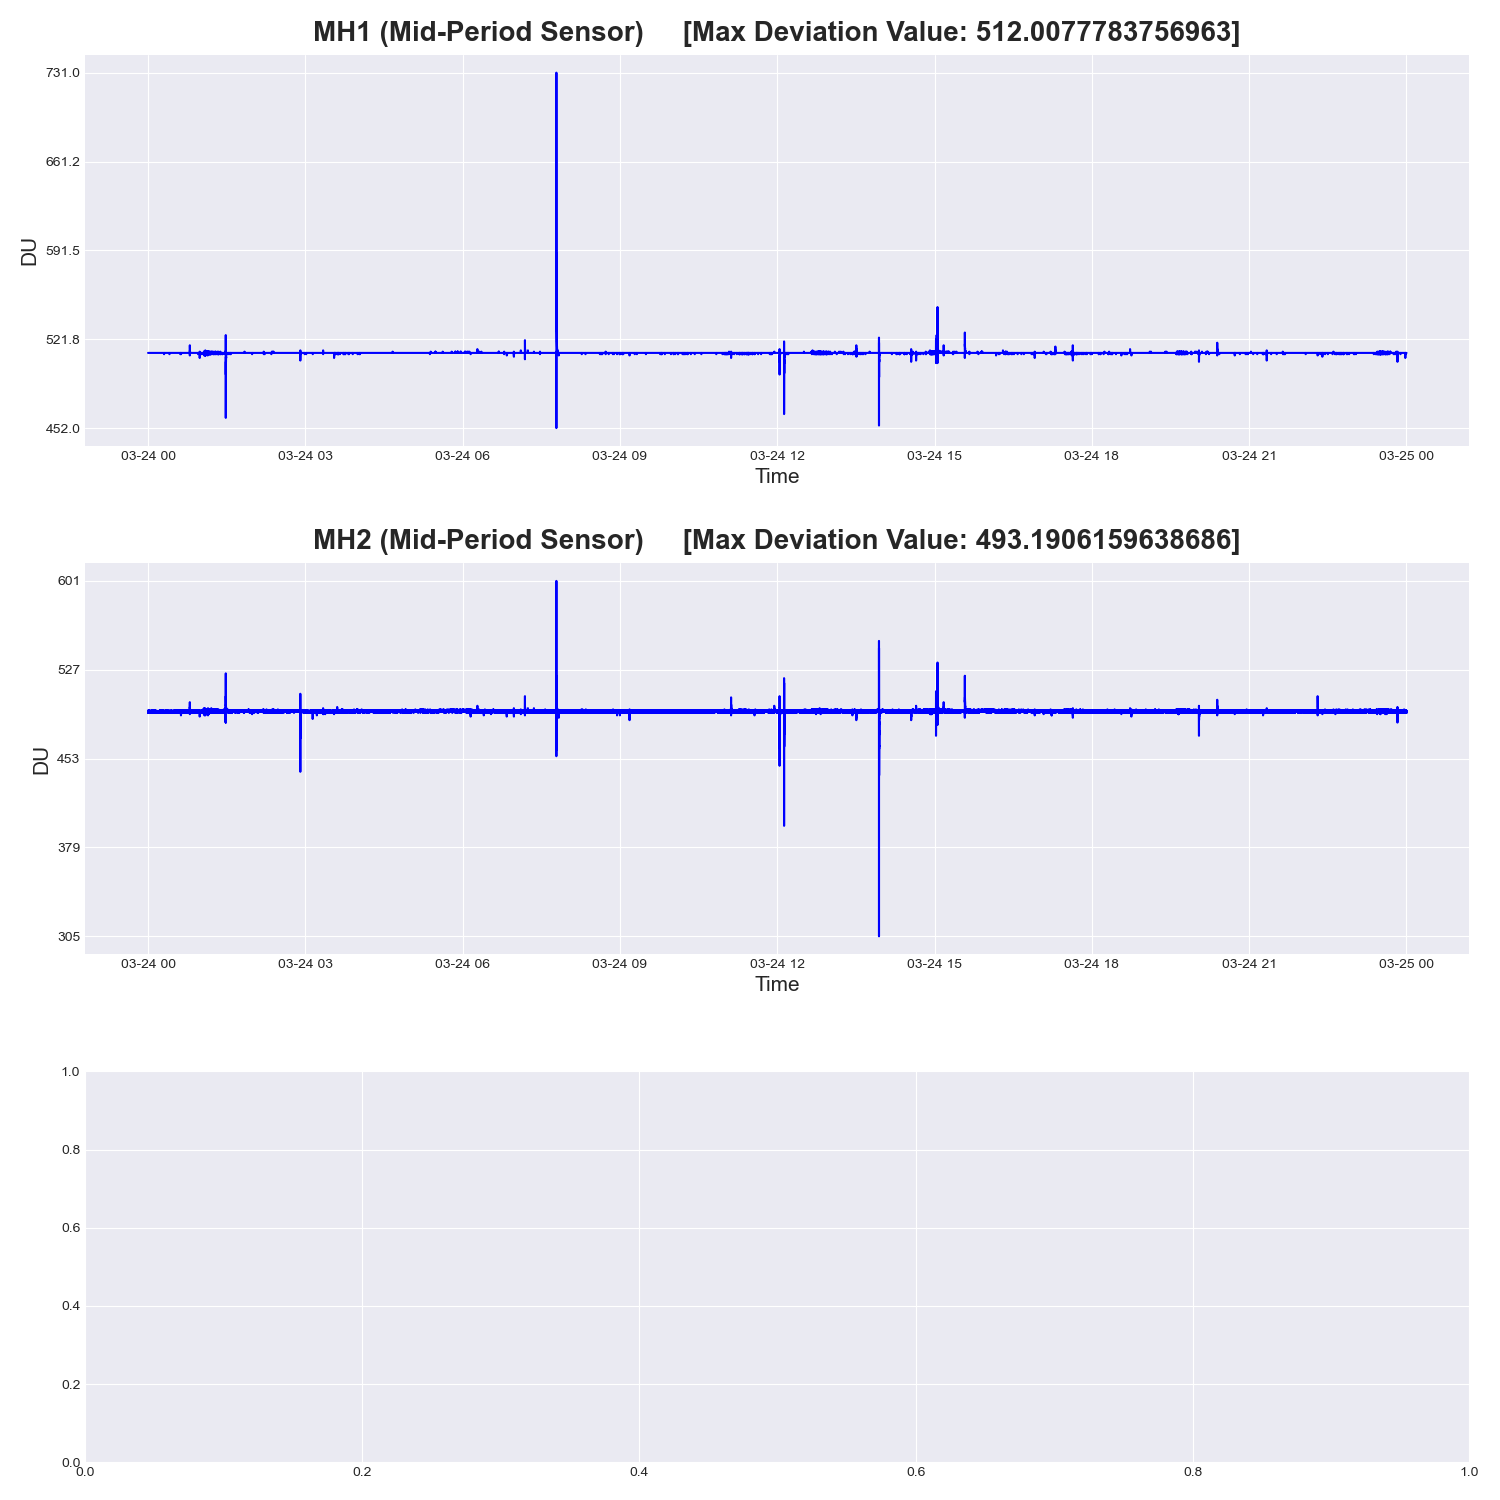 MH1 (Mid-Period Sensor) [Max Deviation Value: 512.0077783756963]
731.0
661.2
591.5
521.8
452.0
DU
03-24 00 03-24 03 03-24 06 03-24 09 03-24 12 03-24 15 03-24 18 03-24 21 03-25 00
Time
MH2 (Mid-Period Sensor) [Max Deviation Value: 493.1906159638686]
601
527
453
379
305
DU
03-24 00 03-24 03 03-24 06 03-24 09 03-24 12 03-24 15 03-24 18 03-24 21 03-25 00
Time
1.0
0.8
0.6
0.4
0.2
0.0
0.0 0.2 0.4 0.6 0.8 1.0